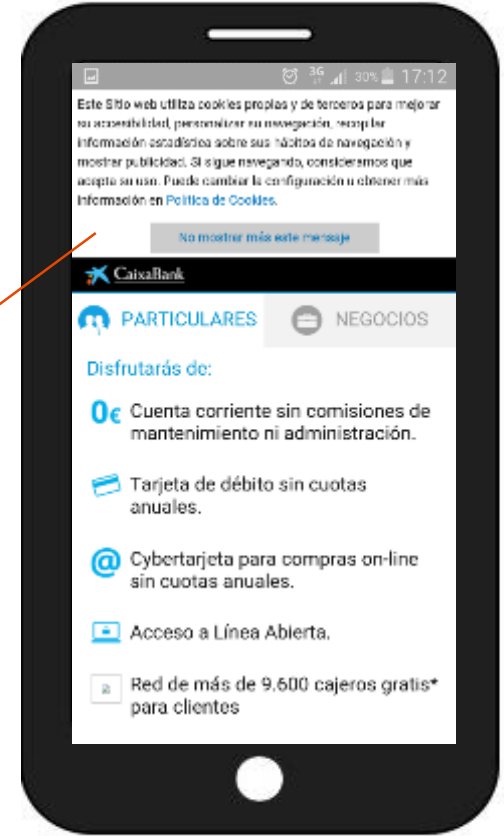 3G 30% 17:12
Este Sitio web utiliza cookies propias y de terceros para mejorar
su accesibilidad, personalizar su navegación, recopilar
información estadística sobre sus hábitos de navegación y
mostrar publicidad. Si sigue navegando, consideramos que
acepta su uso. Puede cambiar la configuración u obtener más
información en Política de Cookies.
No mostrar más este mensaje
CaixaBank
PARTICULARES NEGOCIOS
Disfrutarás de:
0€ Cuenta corriente sin comisiones de
mantenimiento ni administración.
Tarjeta de débito sin cuotas
anuales.
@ Cybertarjeta para compras on-line
sin cuotas anuales.
Acceso a Línea Abierta.
Red de más de 9.600 cajeros gratis*
para clientes